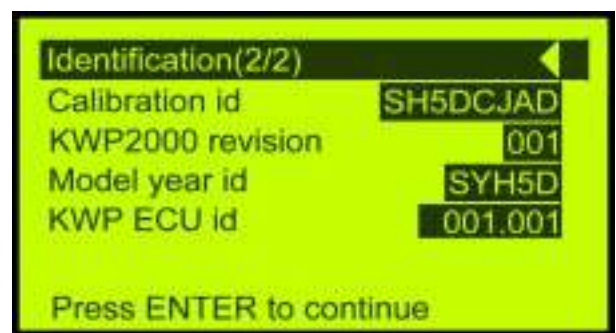 Identification(2/2)
Calibration id SH5DCJAD
KWP2000 revision 001
Model year id SYH5D
KWP ECU id 001.001
Press ENTER to continue